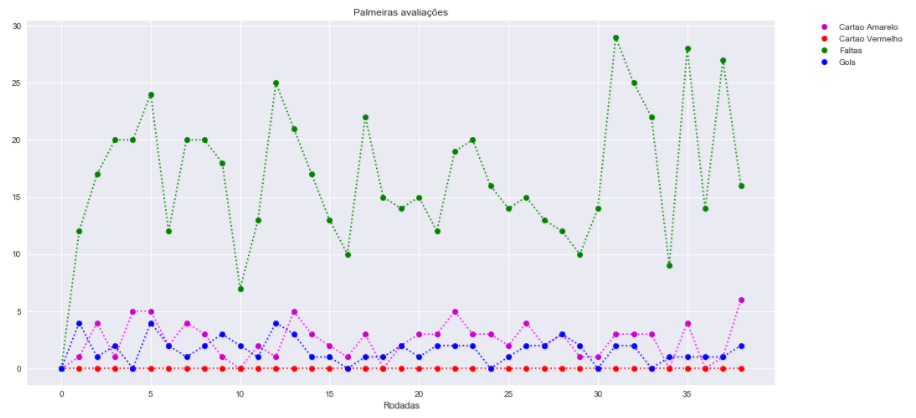 Palmeiras avaliações
30
25
20
15
10
5
0
0 5 10 15 20 25 30 35
Rodadas
Cartao Amarelo
Cartao Vermelho
Faltas
Gols